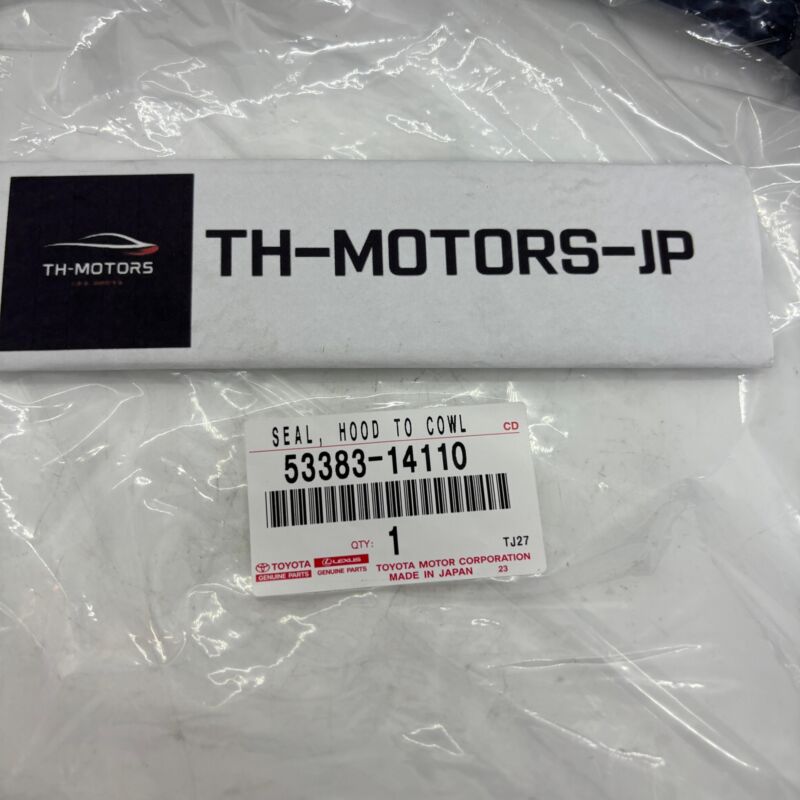 TH-MOTORS
TH-MOTORS-JP
SEAL, HOOD TO COWL
CD
53383-14110
QTY: 1
TJ27
TOYOTA
GENUINE PARTS
LEXUS
GENUINE PARTS
TOYOTA MOTOR CORPORATION
MADE IN JAPAN 23